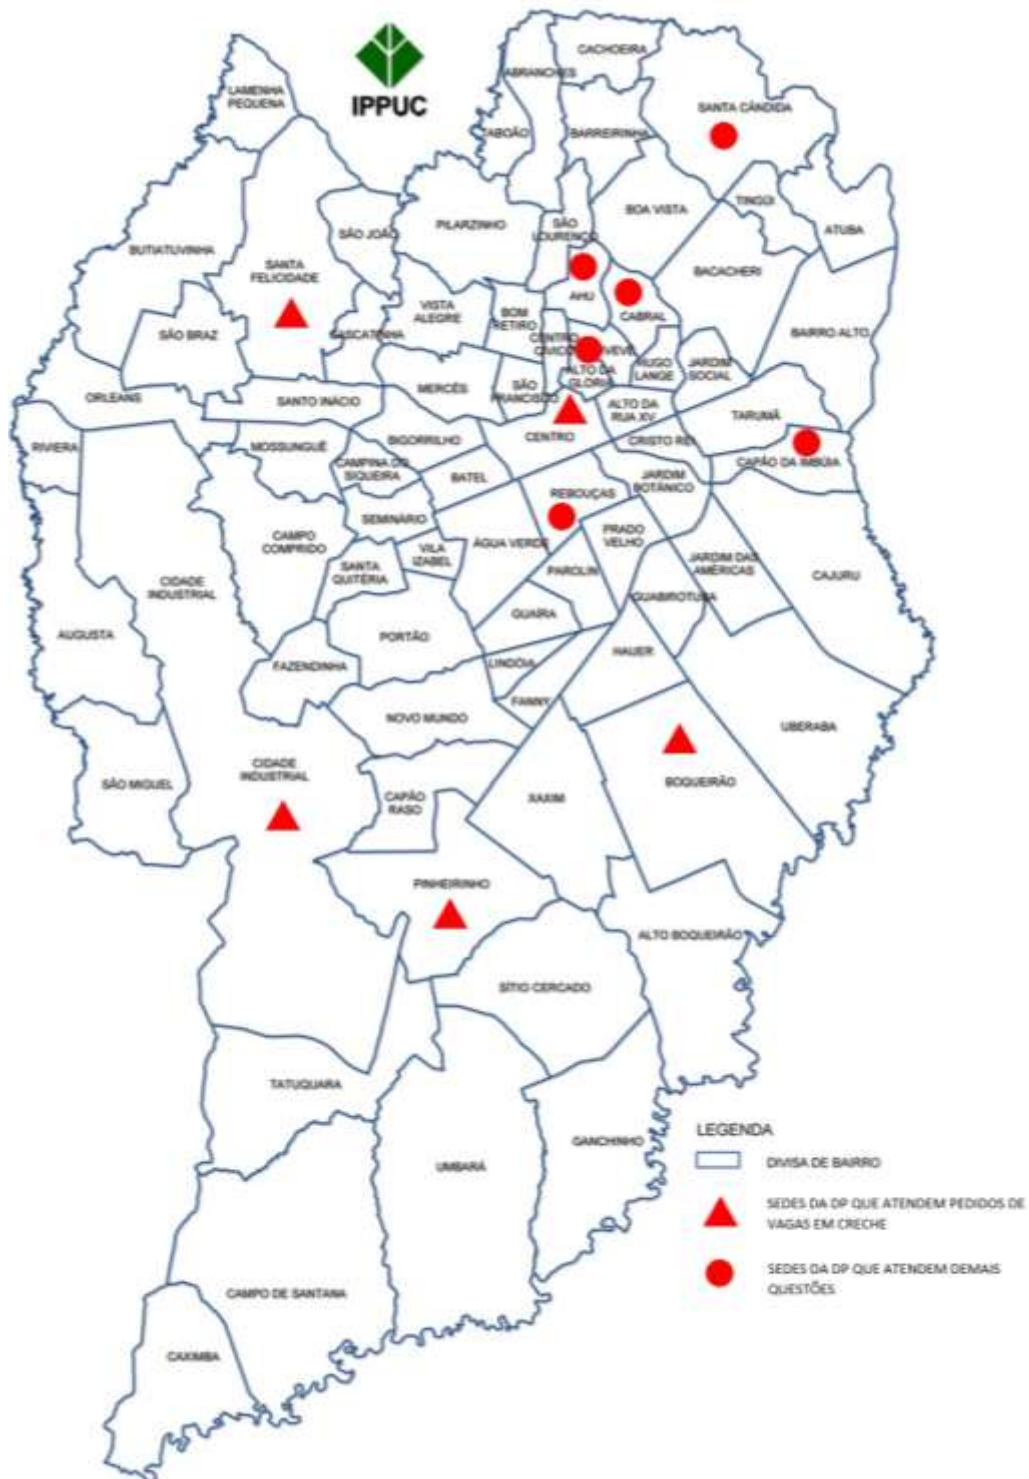 IPPUC
CACHOEIRA
ABRANCHES
LAMENHA
PEQUENA
SANTA CÂNDIDA
TABOÃO
BARREIRINHA
TINGÜI
BOA VISTA
PILARZINHO
SÃO
LOURENÇO
ATUBA
SÃO JOÃO
BUTIATUVINHA
SANTA
FELICIDADE
BACACHERI
AHÚ
VISTA
ALEGRE
BOM
RETIRO
CABRAL
BAIRRO ALTO
SÃO BRAZ
CASCATINHA
CENTRO
CÍVICO
HUGO
LANGE
JARDIM
SOCIAL
ALTO DA
GLÓRIA
MERCÊS
SÃO
FRANCISCO
ORLEANS
SANTO INÁCIO
ALTO DA
RUA XV
TARUMÃ
CENTRO
CRISTO REI
RIVIERA
MOSSUNGUÊ
BIGORRILHO
CAMPINA DO
SIQUEIRA
BATEL
CAPÃO DA IMBUIA
JARDIM
BOTÂNICO
REBOUÇAS
SEMINÁRIO
CAMPO
COMPRIDO
ÁGUA VERDE
PRADO
VELHO
VILA
IZABEL
SANTA
QUITÉRIA
PAROLIN
JARDIM DAS
AMÉRICAS
CAJURU
CIDADE
INDUSTRIAL
GUABIROTUBA
GUAÍRA
AUGUSTA
PORTÃO
HAUER
FAZENDINHA
LINDÓIA
FANNY
NOVO MUNDO
UBERABA
CIDADE
INDUSTRIAL
SÃO MIGUEL
BOQUEIRÃO
CAPÃO
RASO
XAXIM
PINHEIRINHO
ALTO BOQUEIRÃO
SÍTIO CERCADO
TATUQUARA
GANCHINHO
UMBARÁ
CAMPO DE SANTANA
CAXIMBA
LEGENDA
DIVISA DE BAIRRO
SEDES DA DP QUE ATENDEM PEDIDOS DE
VAGAS EM CRECHE
SEDES DA DP QUE ATENDEM DEMAIS
QUESTÕES